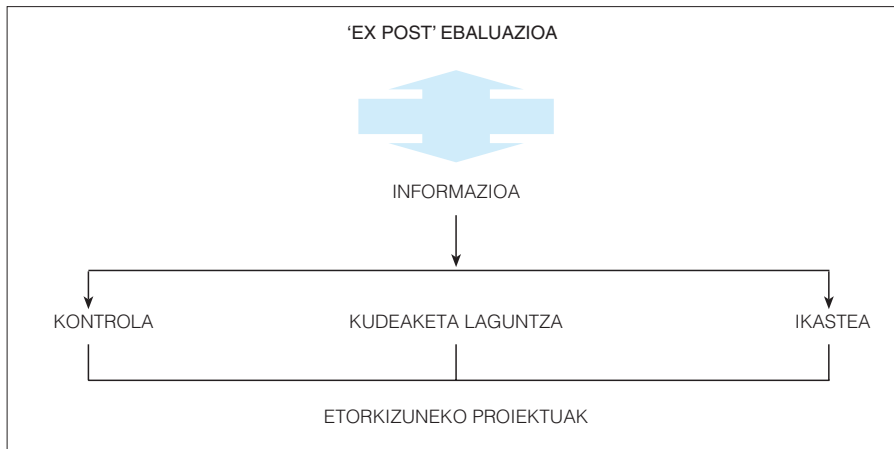 ‘EX POST’ EBALUAZIOA
INFORMAZIOA
KONTROLA
KUDEAKETA LAGUNTZA
IKASTEA
ETORKIZUNEKO PROIEKTUAK